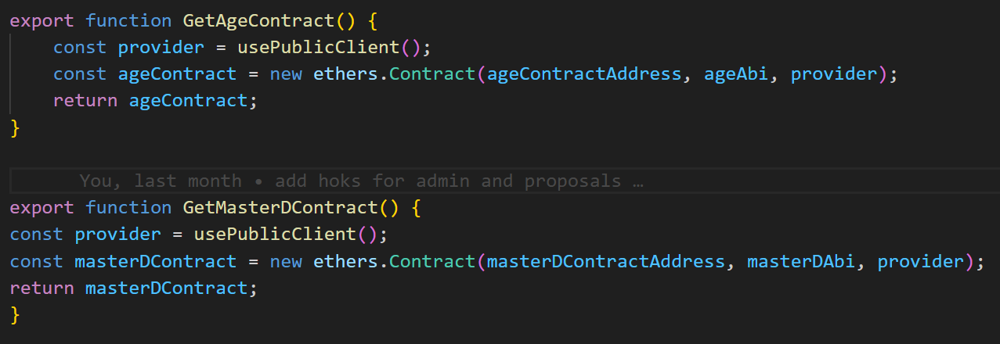 export function GetAgeContract() {
const provider = usePublicClient();
const ageContract = new ethers.Contract(ageContractAddress, ageAbi, provider);
return ageContract;
}
You, last month • add hoks for admin and proposals …
export function GetMasterDContract() {
const provider = usePublicClient();
const masterDContract = new ethers.Contract(masterDContractAddress, masterDAbi, provider);
return masterDContract;
}